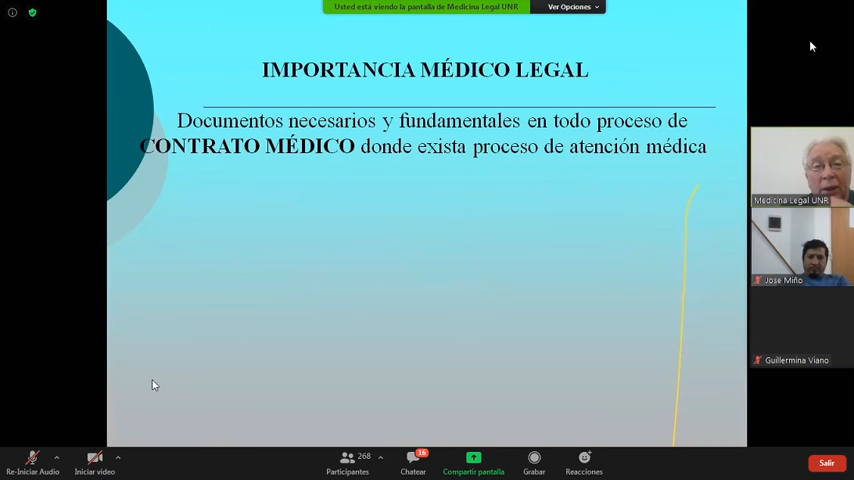 Usted está viendo la pantalla de Medicina Legal UNR
Ver Opciones
IMPORTANCIA MÉDICO LEGAL
Documentos necesarios y fundamentales en todo proceso de
CONTRATO MÉDICO donde exista proceso de atención médica
Medicina Legal UNR
Jose Miño
Guillermina Viano
Re-Iniciar Audio
Iniciar video
268
Participantes
16
Chatear
Compartir pantalla
Grabar
Reacciones
Salir